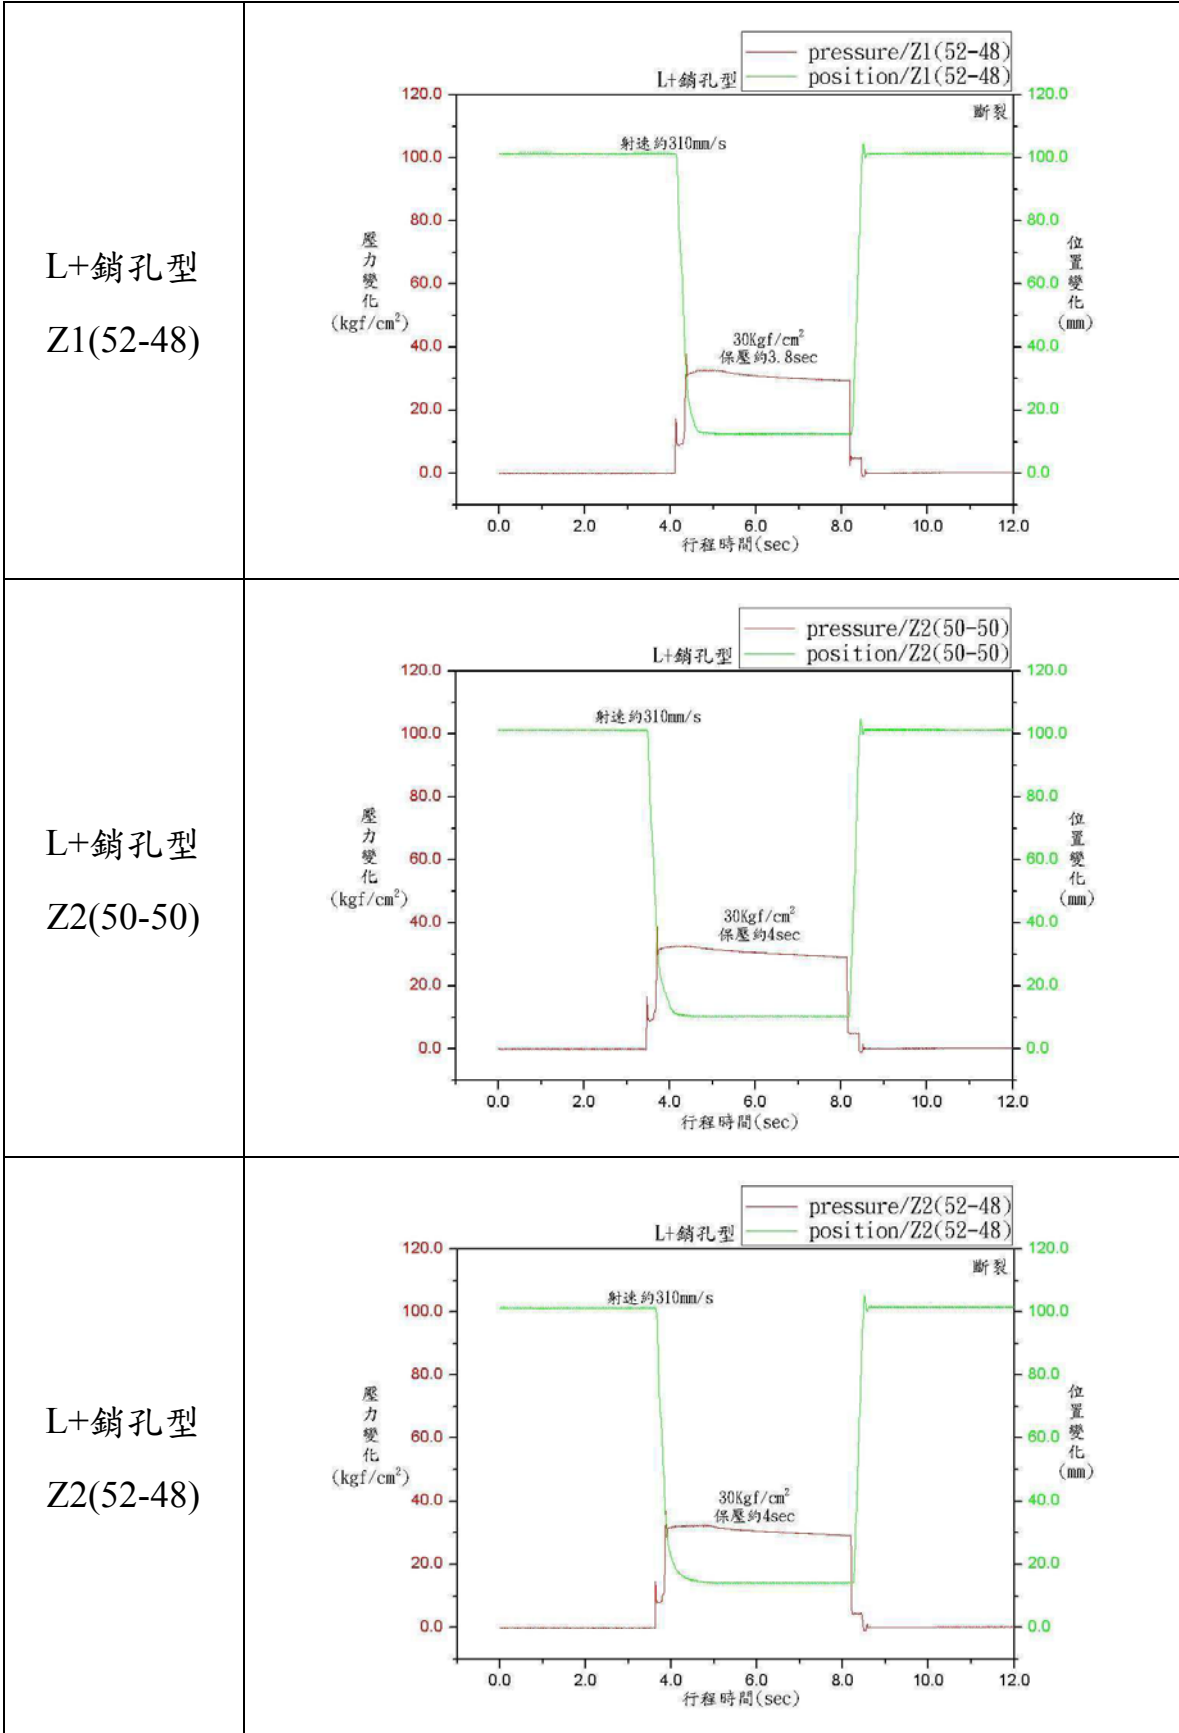 L+銷孔型
Z1(52-48)
pressure/Z1(52-48)
position/Z1(52-48)
L+銷孔型
斷裂
射速約310mm/s
30Kgf/cm²
保壓約3.8sec
120.0
100.0
80.0
60.0
40.0
20.0
0.0
壓力變化
(kgf/cm²)
120.0
100.0
80.0
60.0
40.0
20.0
0.0
位置變化
(mm)
0.0 2.0 4.0 6.0 8.0 10.0 12.0
行程時間(sec)
L+銷孔型
Z2(50-50)
pressure/Z2(50-50)
position/Z2(50-50)
L+銷孔型
射速約310mm/s
30Kgf/cm²
保壓約4sec
120.0
100.0
80.0
60.0
40.0
20.0
0.0
壓力變化
(kgf/cm²)
120.0
100.0
80.0
60.0
40.0
20.0
0.0
位置變化
(mm)
0.0 2.0 4.0 6.0 8.0 10.0 12.0
行程時間(sec)
L+銷孔型
Z2(52-48)
pressure/Z2(52-48)
position/Z2(52-48)
L+銷孔型
斷裂
射速約310mm/s
30Kgf/cm²
保壓約4sec
120.0
100.0
80.0
60.0
40.0
20.0
0.0
壓力變化
(kgf/cm²)
120.0
100.0
80.0
60.0
40.0
20.0
0.0
位置變化
(mm)
0.0 2.0 4.0 6.0 8.0 10.0 12.0
行程時間(sec)